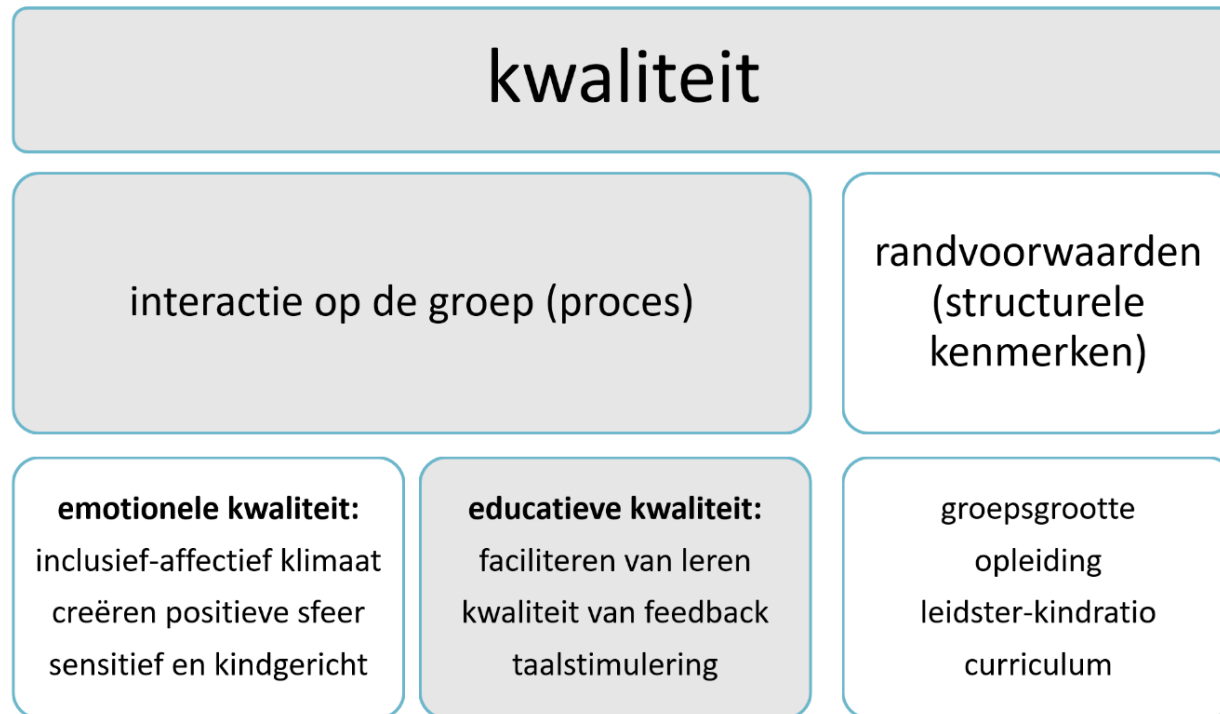 kwaliteit
interactie op de groep (proces)
randvoorwaarden
(structurele
kenmerken)
emotionele kwaliteit:
inclusief-affectief klimaat
creëren positieve sfeer
sensitief en kindgericht
educatieve kwaliteit:
faciliteren van leren
kwaliteit van feedback
taalstimulering
groepsgrootte
opleiding
leidster-kindratio
curriculum